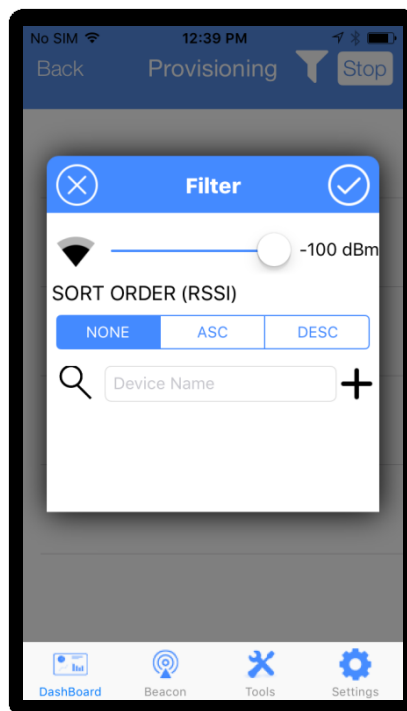 No SIM 12:39 PM
Back Provisioning Stop
Filter
-100 dBm
SORT ORDER (RSSI)
NONE ASC DESC
Device Name
DashBoard Beacon Tools Settings